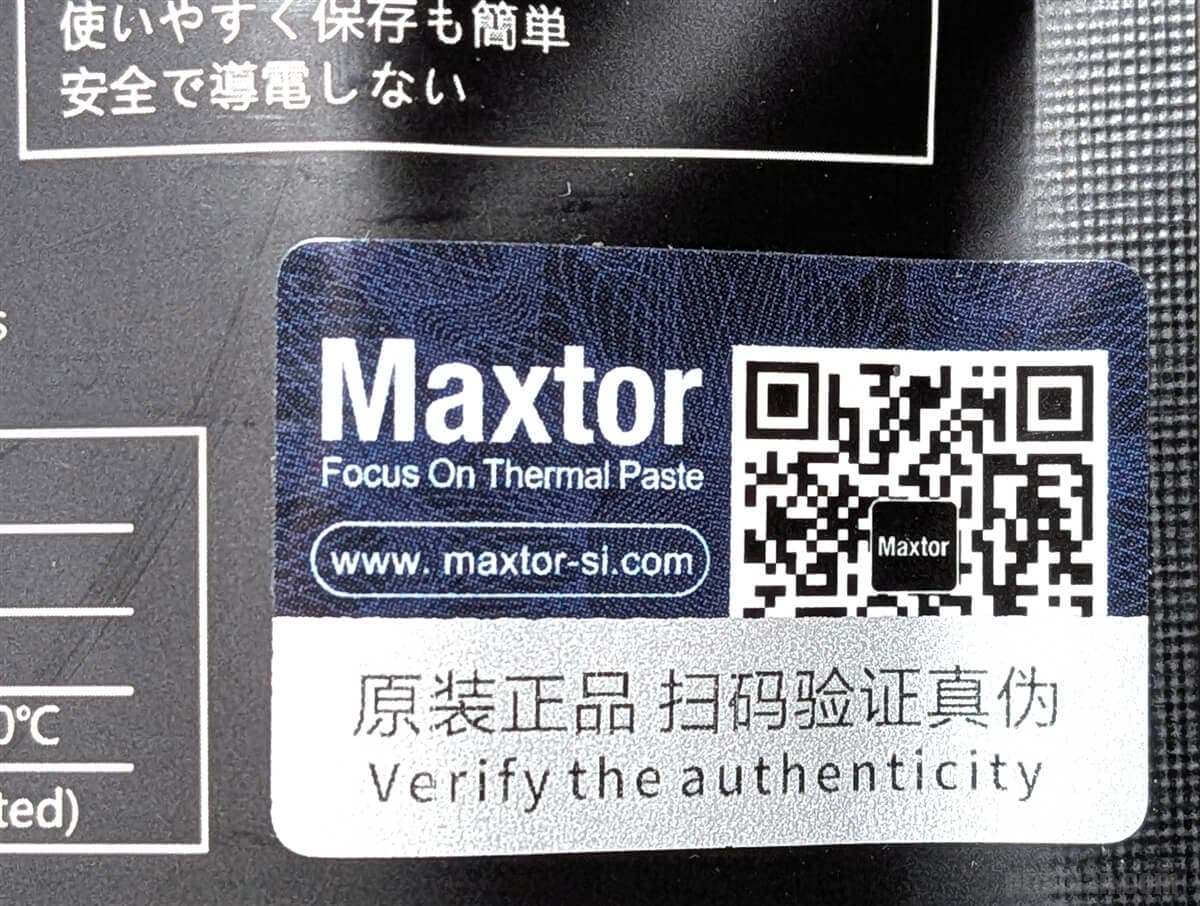 使いやすく保存も簡単
安全で導電しない
s
0℃
ted)
Maxtor
Focus On Thermal Paste
www. maxtor-si.com
Maxtor
原装正品 扫码验证真伪
Verify the authenticity